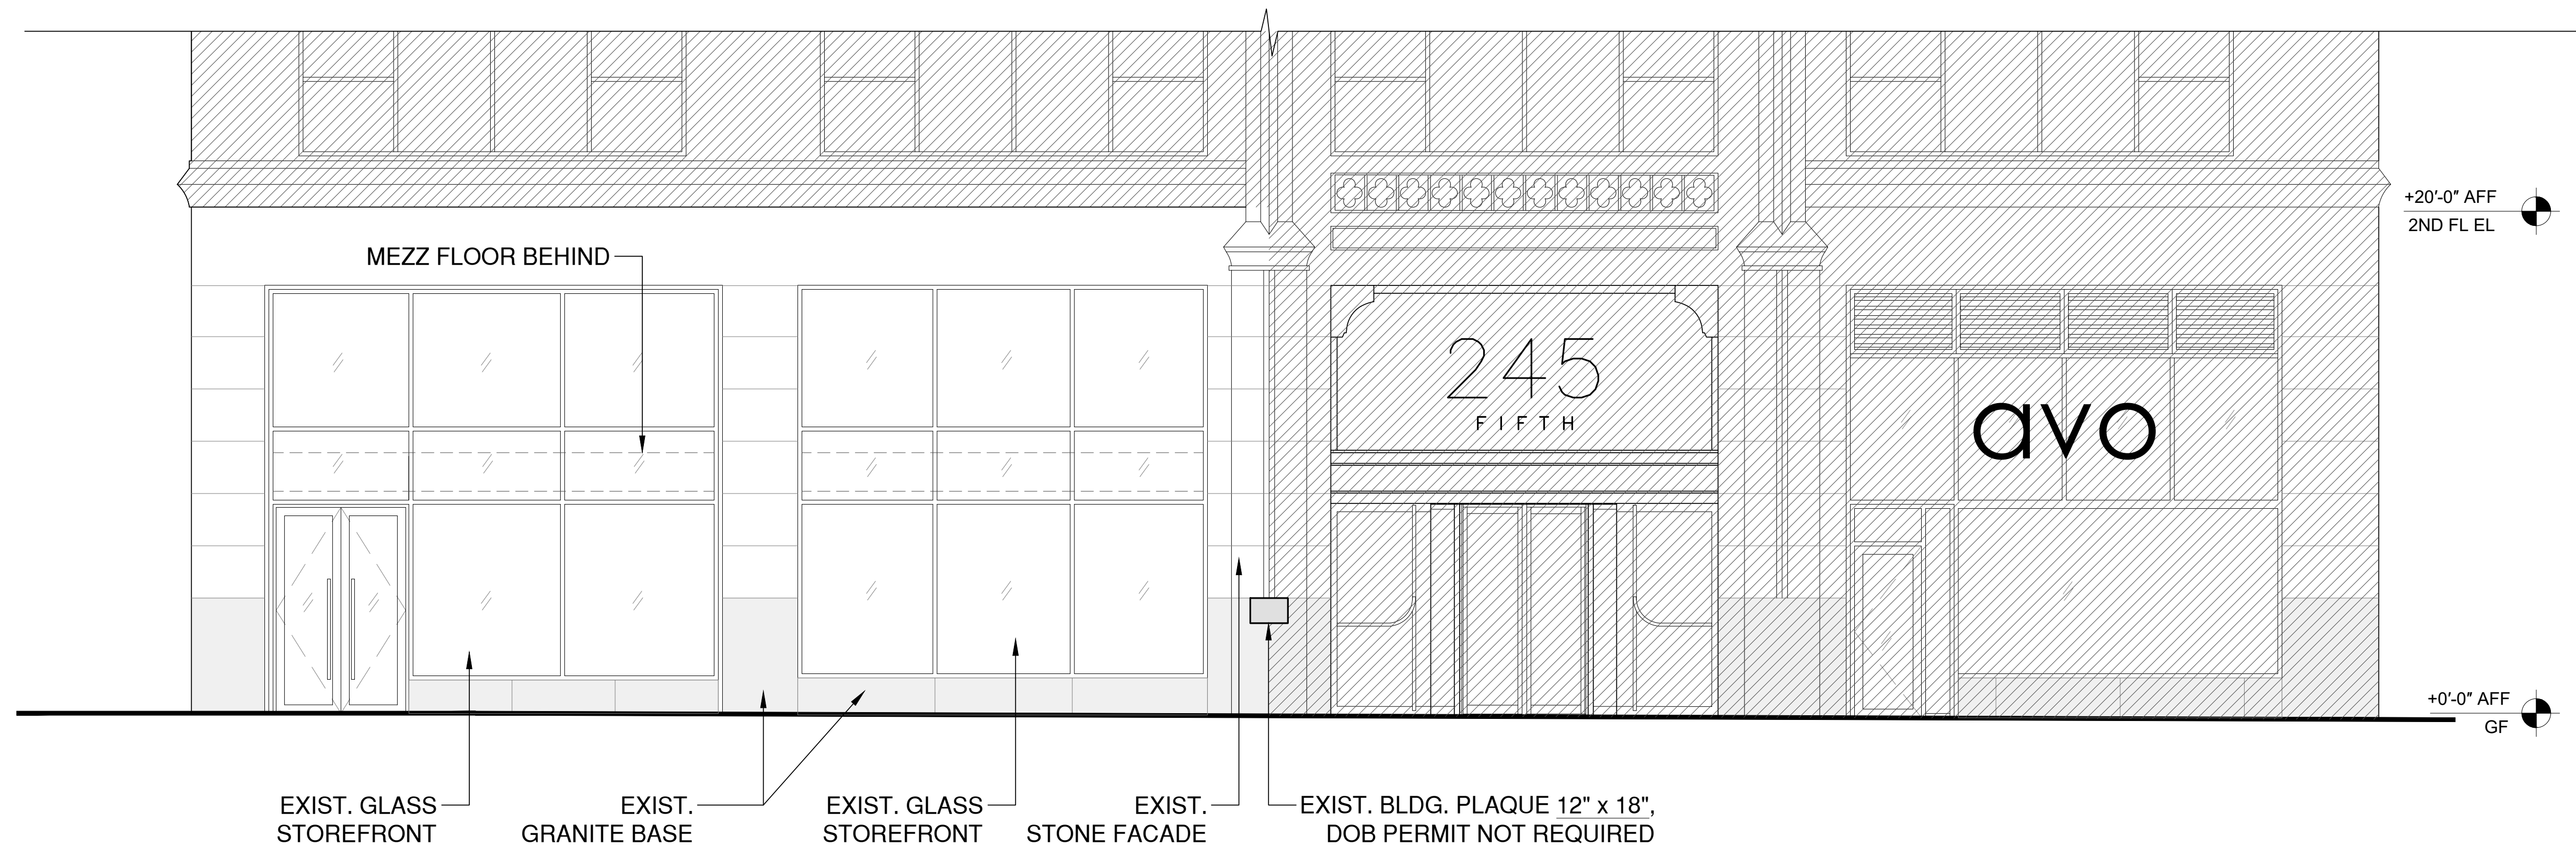 +20'-0" AFF
2ND FL EL
MEZZ FLOOR BEHIND
245
FIFTH
avo
+0'-0" AFF
GF
EXIST. GLASS
STOREFRONT
EXIST.
GRANITE BASE
EXIST. GLASS
STOREFRONT
EXIST.
STONE FACADE
EXIST. BLDG. PLAQUE 12" x 18",
DOB PERMIT NOT REQUIRED